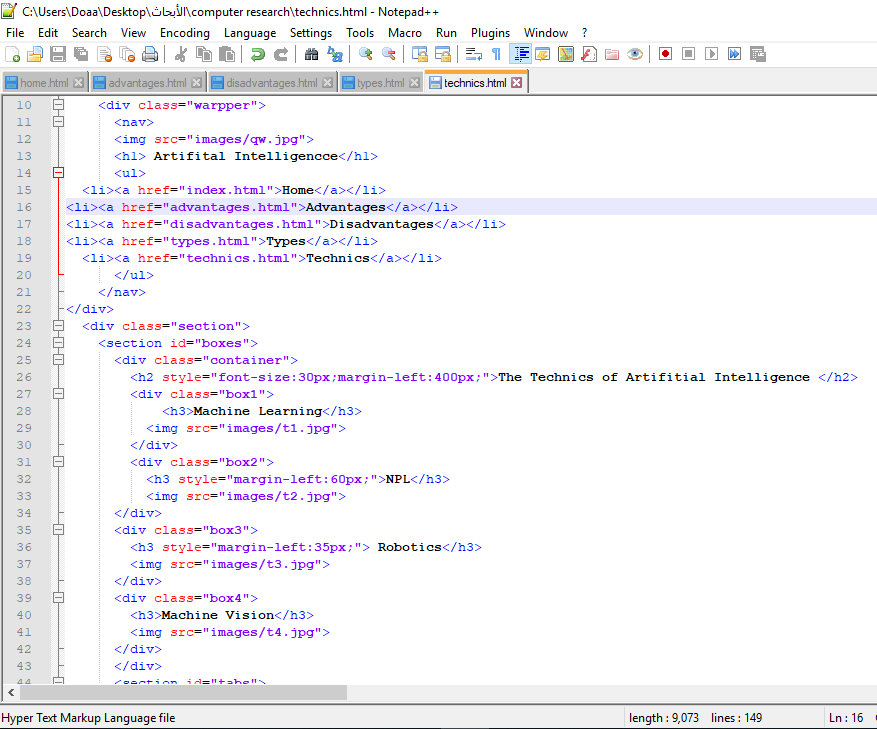 C:\Users\Doaa\Desktop\الأبحاث\computer research\technics.html - Notepad++
File Edit Search View Encoding Language Settings Tools Macro Run Plugins Window ?
home.html advantages.html disadvantages.html types.html technics.html
10 <div class="warpper">
11 <nav>
12 <img src="images/qw.jpg">
13 <h1> Artifital Intelligencce</h1>
14 <ul>
15 <li><a href="index.html">Home</a></li>
16 <li><a href="advantages.html">Advantages</a></li>
17 <li><a href="disadvantages.html">Disadvantages</a></li>
18 <li><a href="types.html">Types</a></li>
19 <li><a href="technics.html">Technics</a></li>
20 </ul>
21 </nav>
22 </div>
23 <div class="section">
24 <section id="boxes">
25 <div class="container">
26 <h2 style="font-size:30px;margin-left:400px;">The Technics of Artifitial Intelligence </h2>
27 <div class="box1">
28 <h3>Machine Learning</h3>
29 <img src="images/t1.jpg">
30 </div>
31 <div class="box2">
32 <h3 style="margin-left:60px;">NPL</h3>
33 <img src="images/t2.jpg">
34 </div>
35 <div class="box3">
36 <h3 style="margin-left:35px;"> Robotics</h3>
37 <img src="images/t3.jpg">
38 </div>
39 <div class="box4">
40 <h3>Machine Vision</h3>
41 <img src="images/t4.jpg">
42 </div>
43 </div>
44 <section id="tabs">
Hyper Text Markup Language file length : 9,073 lines : 149 Ln : 16